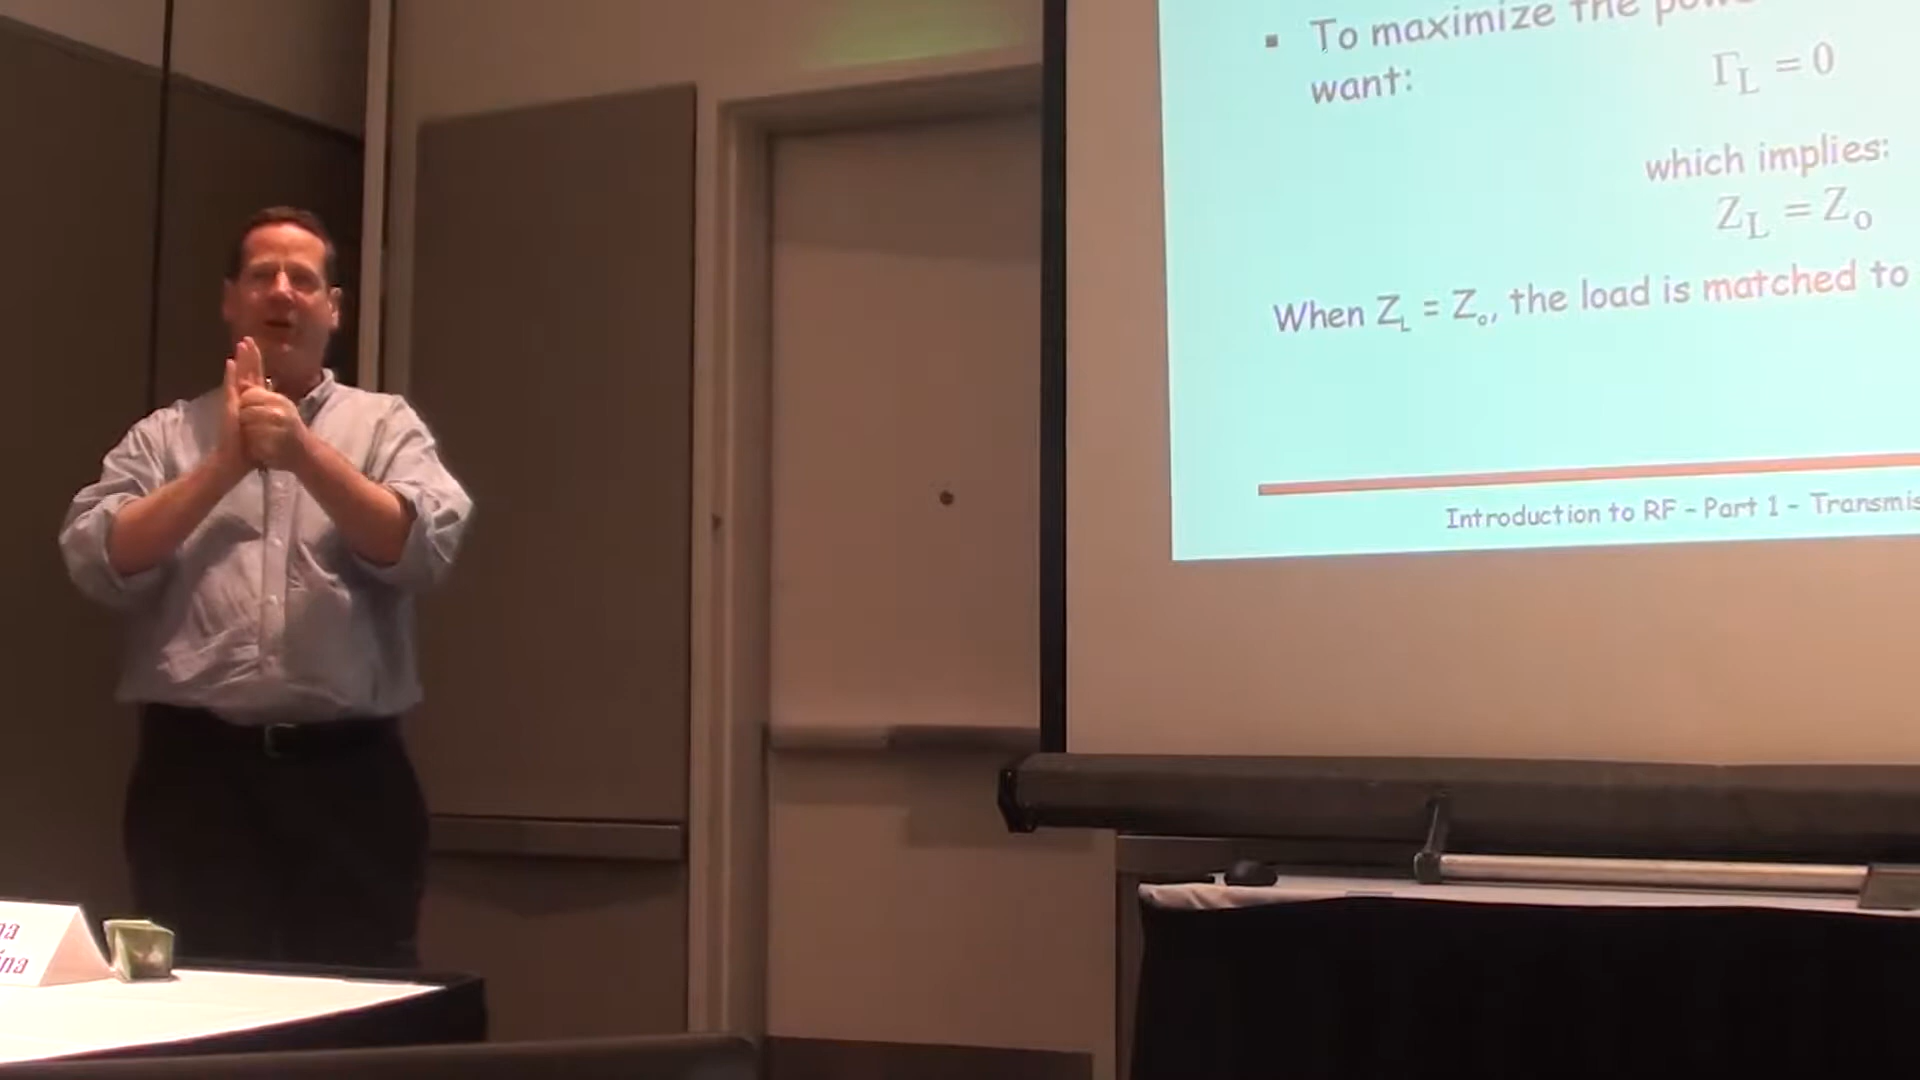 ▪ To maximize the
want:
Γ_L = 0
which implies:
Z_L = Z_o
When Z_L = Z_o, the load is matched to
Introduction to RF - Part 1 -